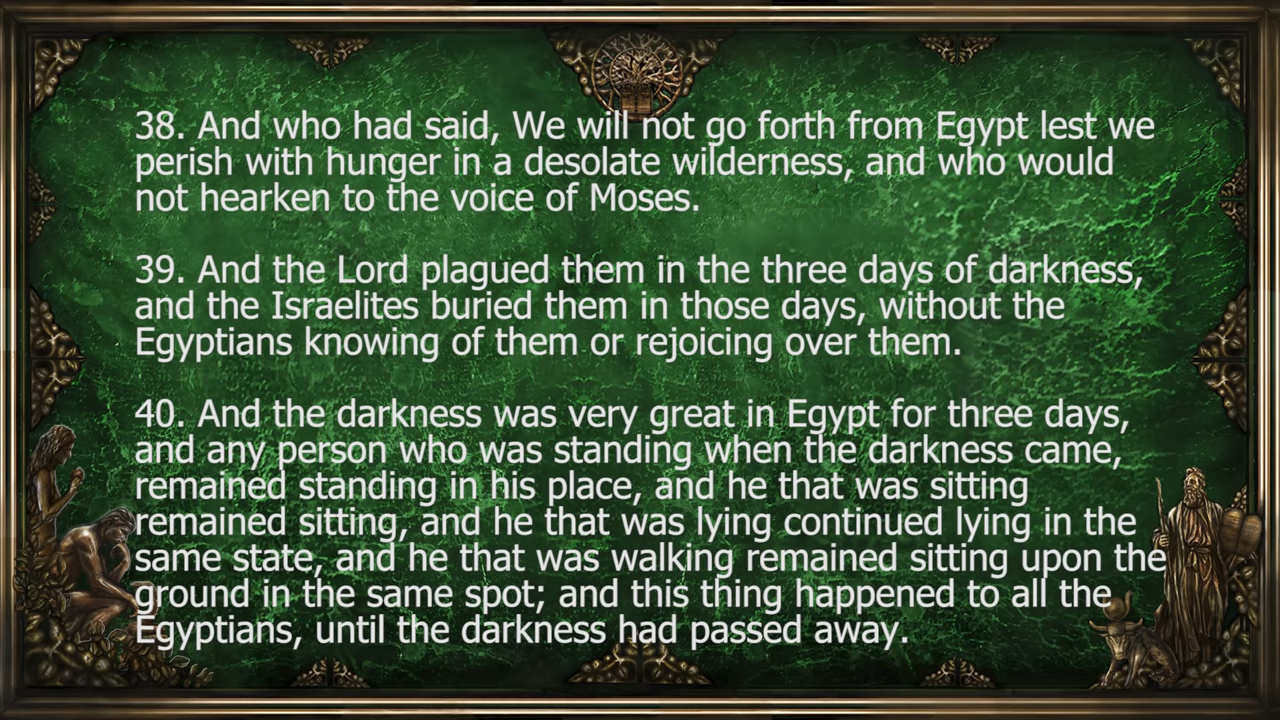 38. And who had said, We will not go forth from Egypt lest we
perish with hunger in a desolate wilderness, and who would
not hearken to the voice of Moses.
39. And the Lord plagued them in the three days of darkness,
and the Israelites buried them in those days, without the
Egyptians knowing of them or rejoicing over them.
40. And the darkness was very great in Egypt for three days,
and any person who was standing when the darkness came,
remained standing in his place, and he that was sitting
remained sitting, and he that was lying continued lying in the
same state, and he that was walking remained sitting upon the
ground in the same spot; and this thing happened to all the
Egyptians, until the darkness had passed away.